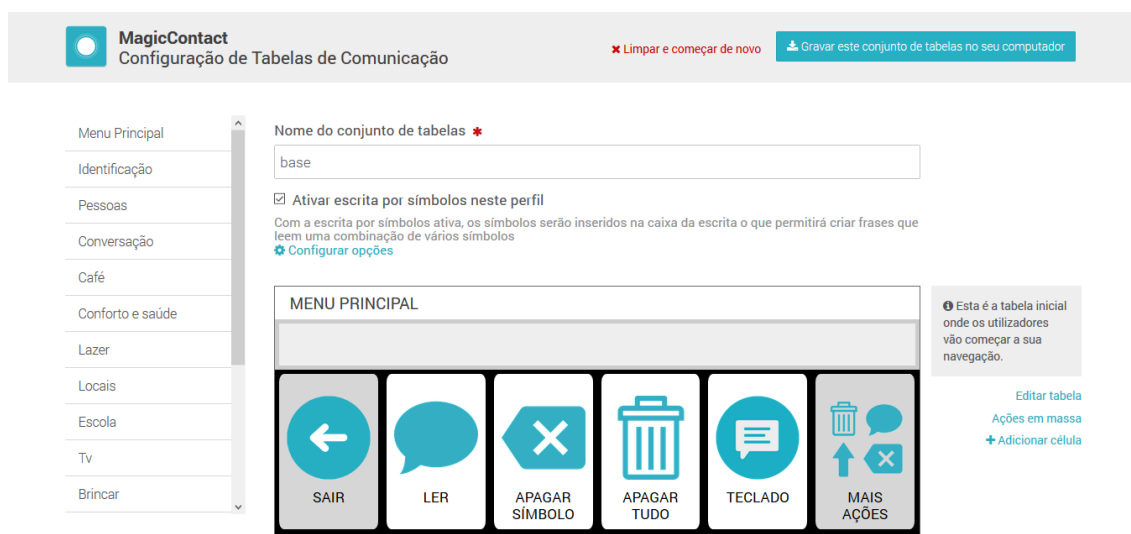 MagicContact
Configuração de Tabelas de Comunicação
Limpar e começar de novo
Gravar este conjunto de tabelas no seu computador
Menu Principal
Identificação
Pessoas
Conversação
Café
Conforto e saúde
Lazer
Locais
Escola
Tv
Brincar
Nome do conjunto de tabelas *
base
Ativar escrita por símbolos neste perfil
Com a escrita por símbolos ativa, os símbolos serão inseridos na caixa da escrita o que permitirá criar frases que
leem uma combinação de vários símbolos
Configurar opções
MENU PRINCIPAL
SAIR
LER
APAGAR
SÍMBOLO
APAGAR
TUDO
TECLADO
MAIS
AÇÕES
Esta é a tabela inicial
onde os utilizadores
vão começar a sua
navegação.
Editar tabela
Ações em massa
+ Adicionar célula